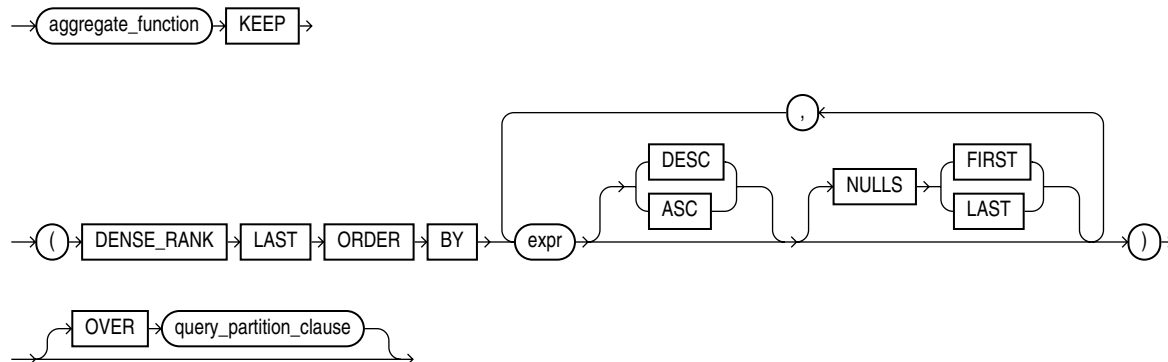 aggregate_function KEEP
,
DESC FIRST
NULLS
ASC LAST
( DENSE_RANK LAST ORDER BY expr )
OVER query_partition_clause